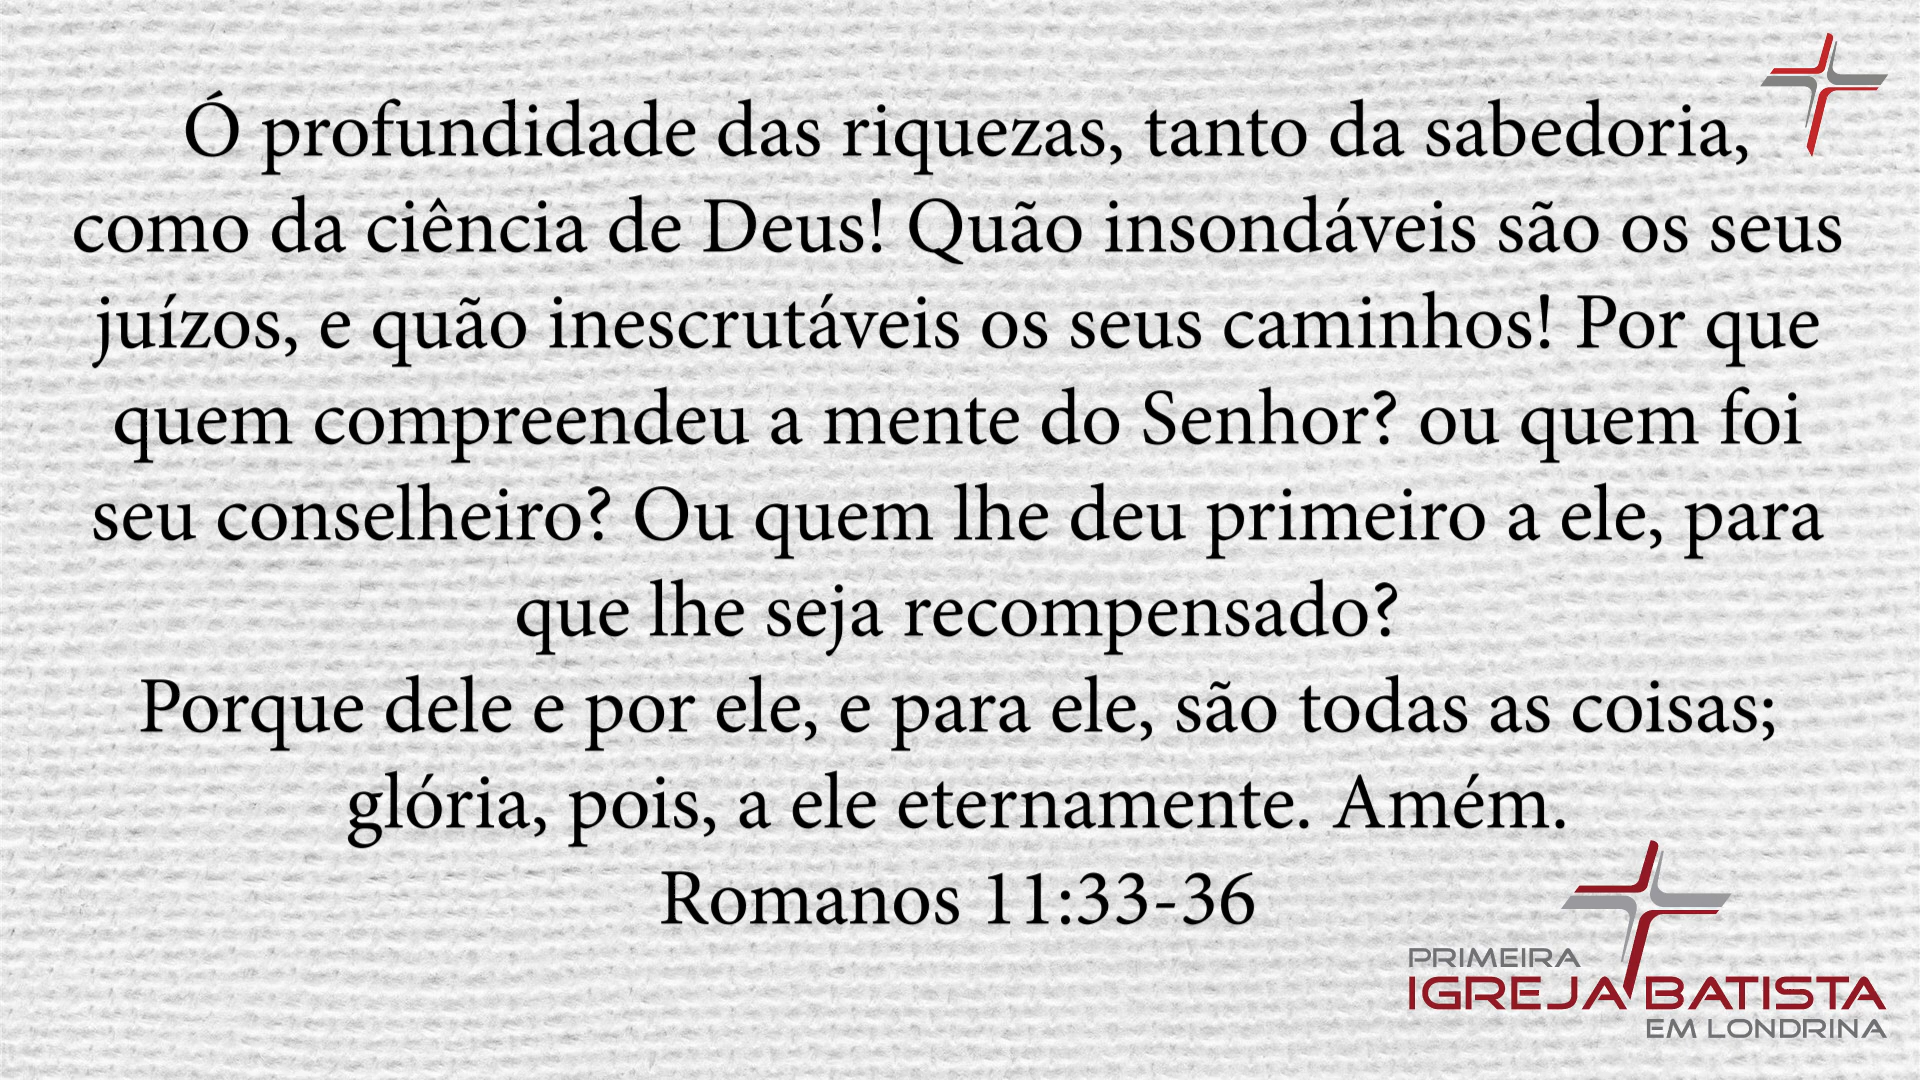 Ó profundidade das riquezas, tanto da sabedoria,
como da ciência de Deus! Quão insondáveis são os seus
juízos, e quão inescrutáveis os seus caminhos! Por que
quem compreendeu a mente do Senhor? ou quem foi
seu conselheiro? Ou quem lhe deu primeiro a ele, para
que lhe seja recompensado?
Porque dele e por ele, e para ele, são todas as coisas;
glória, pois, a ele eternamente. Amém.
Romanos 11:33-36
PRIMEIRA
IGREJA BATISTA
EM LONDRINA